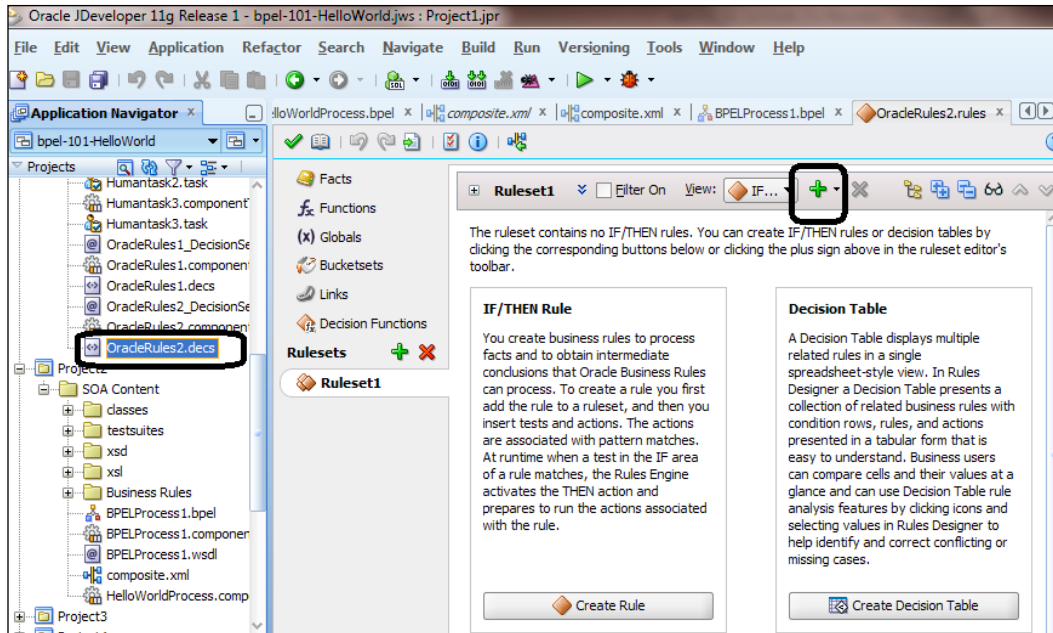 Oracle JDeveloper 11g Release 1 - bpel-101-HelloWorld.jws : Project1.jpr
File Edit View Application Refactor Search Navigate Build Run Versioning Tools Window Help
Application Navigator
bpel-101-HelloWorld
Projects
Humantask2.task
Humantask3.component
Humantask3.task
OracleRules1_DecisionSe
OracleRules1.componen
OracleRules1.decs
OracleRules2_DecisionSe
OracleRules2.componen
OracleRules2.decs
Project2
SOA Content
classes
testsuites
xsd
xsl
Business Rules
BPELProcess1.bpel
BPELProcess1.componen
BPELProcess1.wsdl
composite.xml
HelloWorldProcess.comp
Project3
lloWorldProcess.bpel composite.xml composite.xml BPELProcess1.bpel OracleRules2.rules
Facts
Functions
Globals
Bucketsets
Links
Decision Functions
Rulesets
Ruleset1
Ruleset1 Filter On View: IF...
The ruleset contains no IF/THEN rules. You can create IF/THEN rules or decision tables by
clicking the corresponding buttons below or clicking the plus sign above in the ruleset editor's
toolbar.
IF/THEN Rule
You create business rules to process
facts and to obtain intermediate
conclusions that Oracle Business Rules
can process. To create a rule you first
add the rule to a ruleset, and then you
insert tests and actions. The actions
are associated with pattern matches.
At runtime when a test in the IF area
of a rule matches, the Rules Engine
activates the THEN action and
prepares to run the actions associated
with the rule.
Create Rule
Decision Table
A Decision Table displays multiple
related rules in a single
spreadsheet-style view. In Rules
Designer a Decision Table presents a
collection of related business rules with
condition rows, rules, and actions
presented in a tabular form that is
easy to understand. Business users
can compare cells and their values at a
glance and can use Decision Table rule
analysis features by clicking icons and
selecting values in Rules Designer to
help identify and correct conflicting or
missing cases.
Create Decision Table